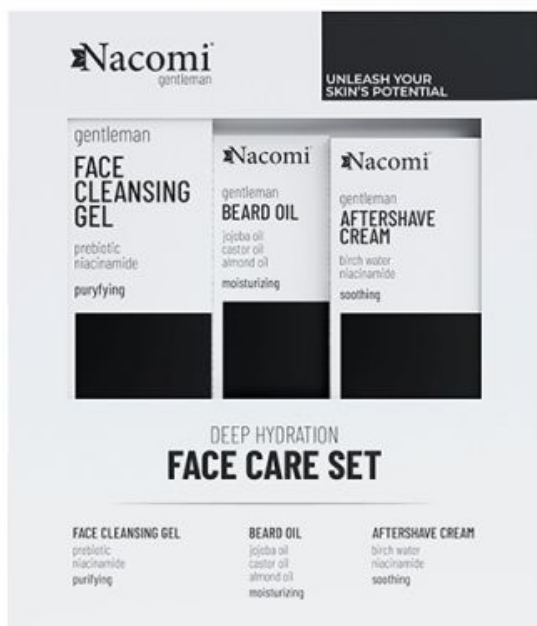 Nacomi
gentleman
UNLEASH YOUR
SKIN'S POTENTIAL
gentleman
FACE
CLEANSING
GEL
prebiotic
niacinamide
puryfying
Nacomi
gentleman
BEARD OIL
jojoba oil
castor oil
almond oil
moisturizing
Nacomi
gentleman
AFTERSHAVE
CREAM
birch water
niacinamide
soothing
DEEP HYDRATION
FACE CARE SET
FACE CLEANSING GEL
prebiotic
niacinamide
purifying
BEARD OIL
jojoba oil
castor oil
almond oil
moisturizing
AFTERSHAVE CREAM
birch water
niacinamide
soothing